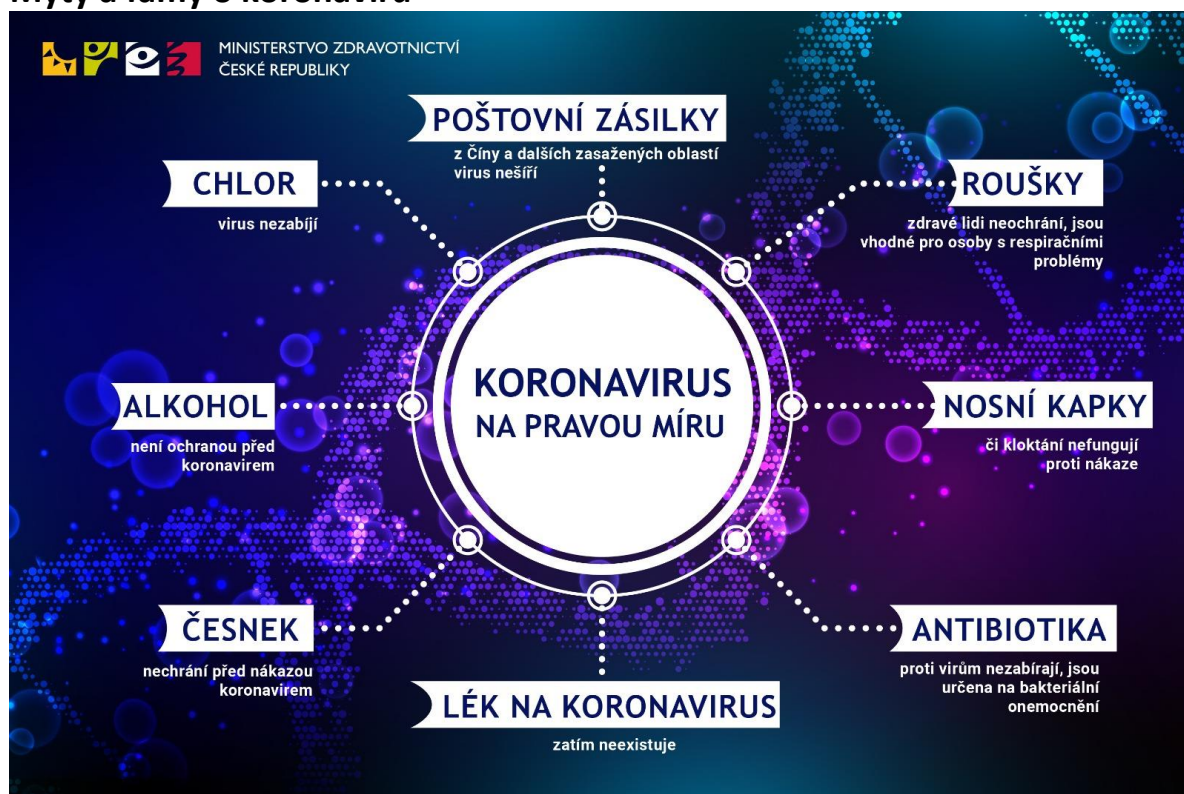 Mýty a fámy o koronaviru
MINISTERSTVO ZDRAVOTNICTVÍ
ČESKÉ REPUBLIKY
POŠTOVNÍ ZÁSILKY
z Číny a dalších zasažených oblastí
virus nešíří
CHLOR
virus nezabíjí
ROUŠKY
zdravé lidi neochrání, jsou
vhodné pro osoby s respiračními
problémy
KORONAVIRUS
NA PRAVOU MÍRU
ALKOHOL
není ochranou před
koronavirem
NOSNÍ KAPKY
či kloktání nefungují
proti nákaze
ČESNEK
nechrání před nákazou
koronavirem
ANTIBIOTIKA
proti virům nezabírají, jsou
určena na bakteriální
onemocnění
LÉK NA KORONAVIRUS
zatím neexistuje